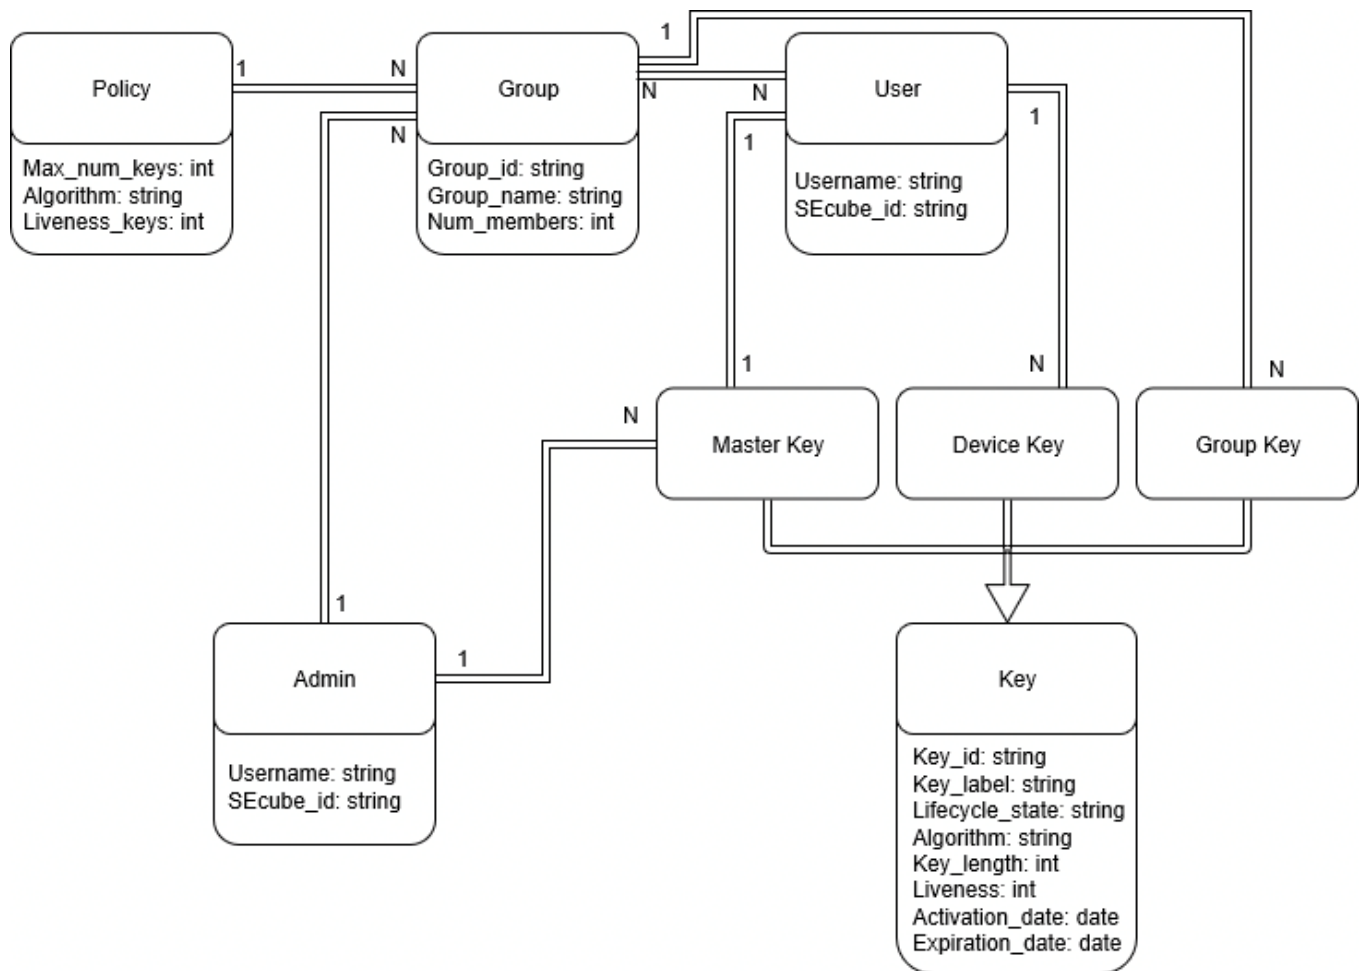 1
Policy
1
N
Group
N
N
User
1
N
1
1
Max_num_keys: int
Algorithm: string
Liveness_keys: int
Group_id: string
Group_name: string
Num_members: int
Username: string
SEcube_id: string
1
N
N
N
Master Key
Device Key
Group Key
1
1
Admin
Username: string
SEcube_id: string
Key
Key_id: string
Key_label: string
Lifecycle_state: string
Algorithm: string
Key_length: int
Liveness: int
Activation_date: date
Expiration_date: date